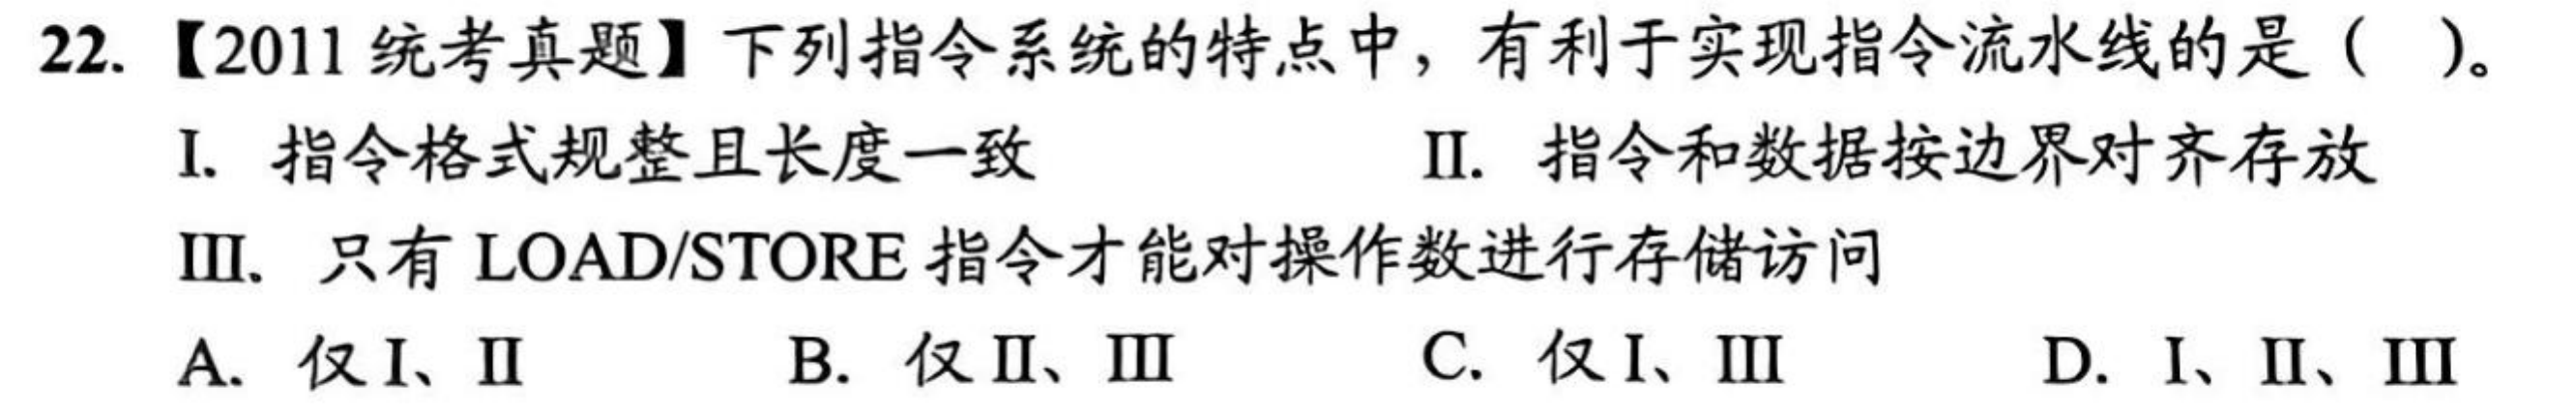 22. 【2011 统考真题】下列指令系统的特点中，有利于实现指令流水线的是（ ）。
I. 指令格式规整且长度一致 II. 指令和数据按边界对齐存放
III. 只有 LOAD/STORE 指令才能对操作数进行存储访问
A. 仅 I、II B. 仅 II、III C. 仅 I、III D. I、II、III